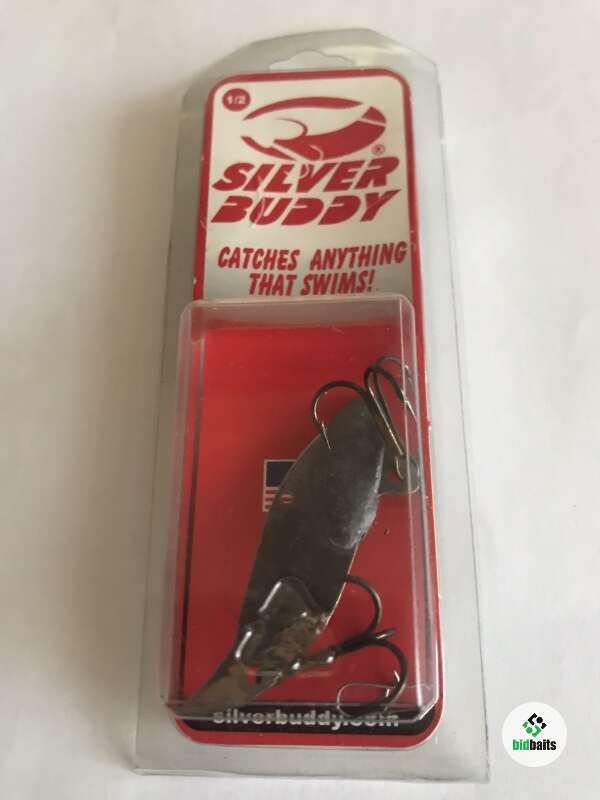 1/2
SILVER
BUDDY
®
CATCHES ANYTHING
THAT SWIMS!
silverbuddy.com
bidbaits